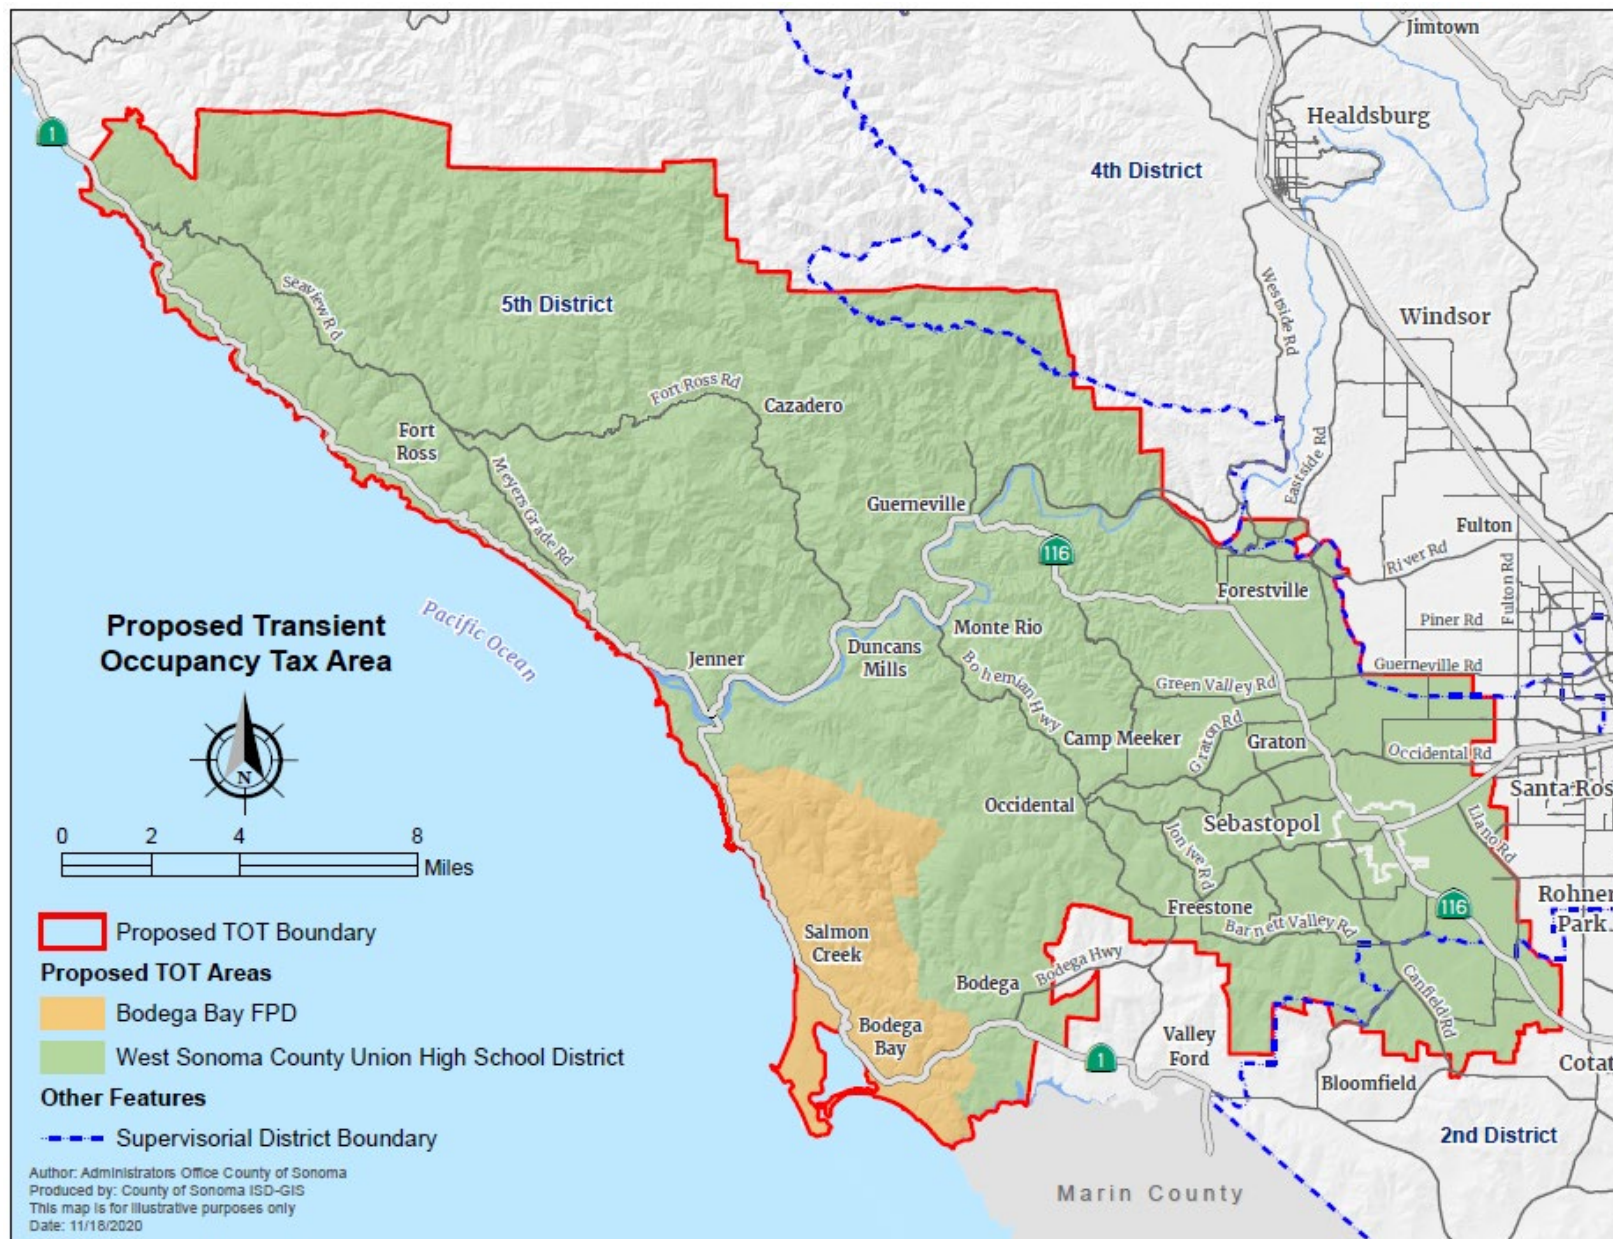 Jimtown
1
Healdsburg
4th District
Seaview Rd
5th District
Westside Rd
Windsor
Fort Ross Rd
Cazadero
Fort
Ross
Meyers Grade Rd
Eastside Rd
Guerneville
116
Fulton
River Rd
Fulton Rd
Forestville
Piner Rd
Proposed Transient
Occupancy Tax Area
Pacific Ocean
Monte Rio
Duncans
Mills
Jenner
Guerneville Rd
Bohemian Hwy
Green Valley Rd
Camp Meeker
Graton Rd
Graton
Occidental Rd
N
Santa Ros
Occidental
Sebastopol
Llano Rd
0 2 4 8
Miles
Jonive Rd
Rohner
Park
116
Freestone
Barnett Valley Rd
Proposed TOT Boundary
Salmon
Creek
Bodega Hwy
Bodega
Canfield Rd
Proposed TOT Areas
Bodega Bay FPD
Bodega
Bay
Valley
Ford
1
West Sonoma County Union High School District
Cotat
Bloomfield
Other Features
Supervisorial District Boundary
2nd District
Marin County
Author: Administrators Office County of Sonoma
Produced by: County of Sonoma ISD-GIS
This map is for illustrative purposes only
Date: 11/18/2020